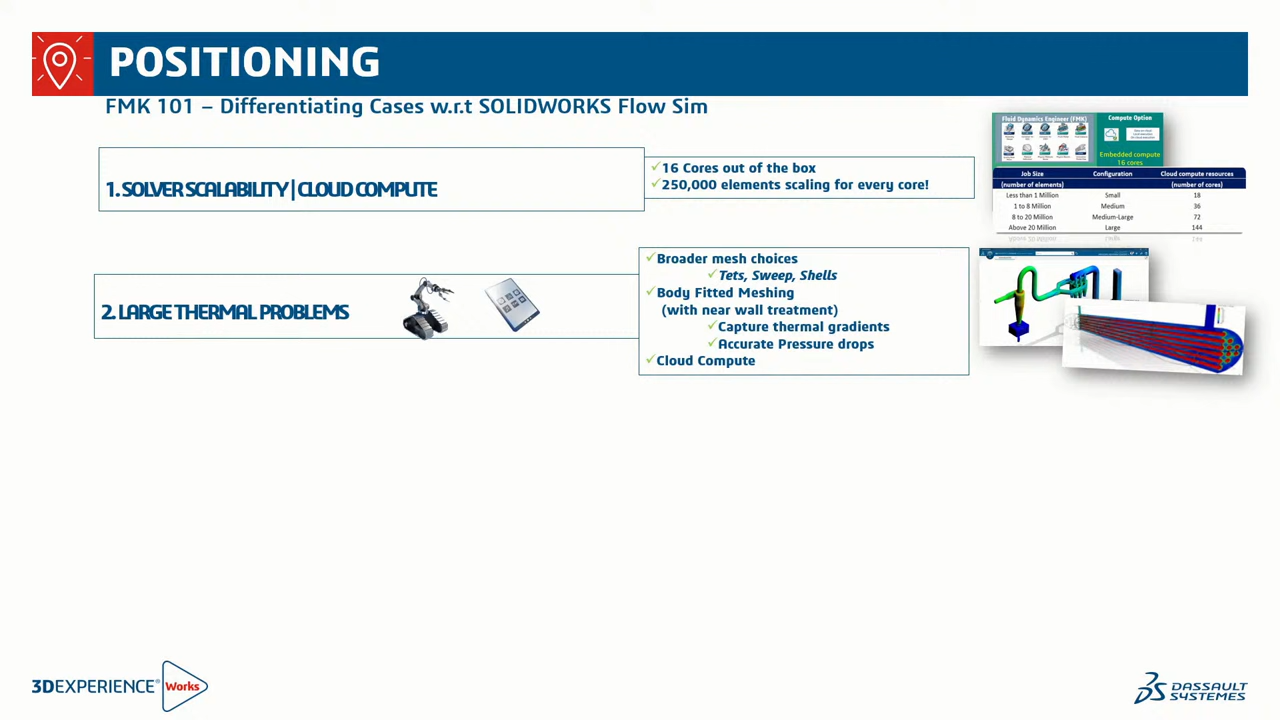 POSITIONING
FMK 101 – Differentiating Cases w.r.t SOLIDWORKS Flow Sim
1. SOLVER SCALABILITY | CLOUD COMPUTE
✓16 Cores out of the box
✓250,000 elements scaling for every core!
Fluid Dynamics Engineer (FMK)
Compute Option
Embedded compute
16 cores
Job Size Configuration Cloud compute resources
(number of elements) (number of cores)
Less than 1 Million Small 18
1 to 8 Million Medium 36
8 to 20 Million Medium-Large 72
Above 20 Million Large 144
2. LARGE THERMAL PROBLEMS
✓Broader mesh choices
✓Tets, Sweep, Shells
✓Body Fitted Meshing
(with near wall treatment)
✓Capture thermal gradients
✓Accurate Pressure drops
✓Cloud Compute
3DEXPERIENCE® Works
DASSAULT
SYSTEMES